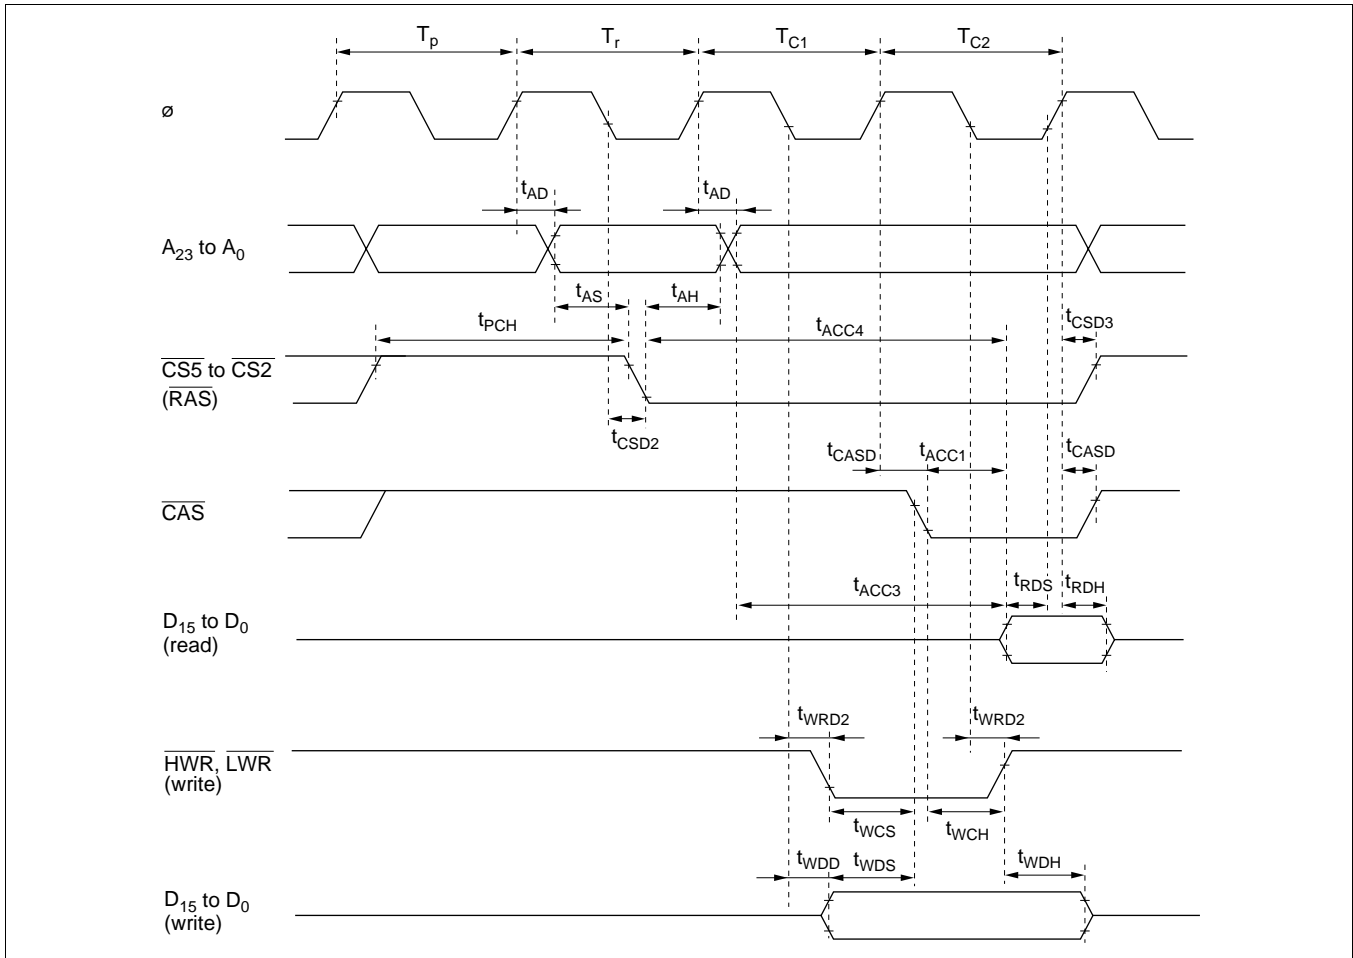 Tp Tr TC1 TC2
ø
tAD tAD
A23 to A0
tAS tAH
tPCH tACC4 tCSD3
CS5 to CS2
(RAS)
tCSD2
tCASD tACC1 tCASD
CAS
tACC3 tRDS tRDH
D15 to D0
(read)
tWRD2 tWRD2
HWR, LWR
(write)
tWCS tWCH
tWDD tWDS tWDH
D15 to D0
(write)